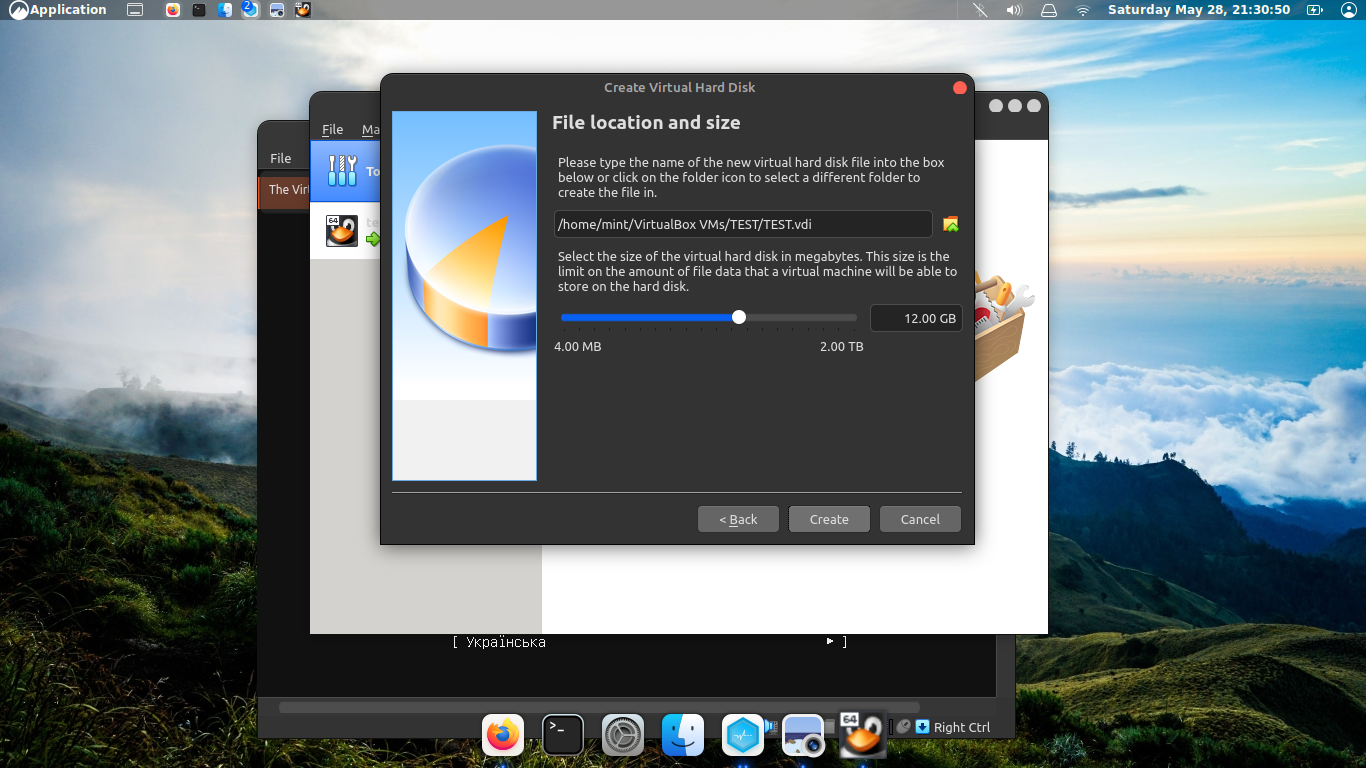 Application
2
Saturday May 28, 21:30:50
Create Virtual Hard Disk
File Ma
File
To
The Vir
64
te
File location and size
Please type the name of the new virtual hard disk file into the box
below or click on the folder icon to select a different folder to
create the file in.
/home/mint/VirtualBox VMs/TEST/TEST.vdi
Select the size of the virtual hard disk in megabytes. This size is the
limit on the amount of file data that a virtual machine will be able to
store on the hard disk.
12.00 GB
4.00 MB 2.00 TB
< Back Create Cancel
[ Українська ]
>_
64
Right Ctrl